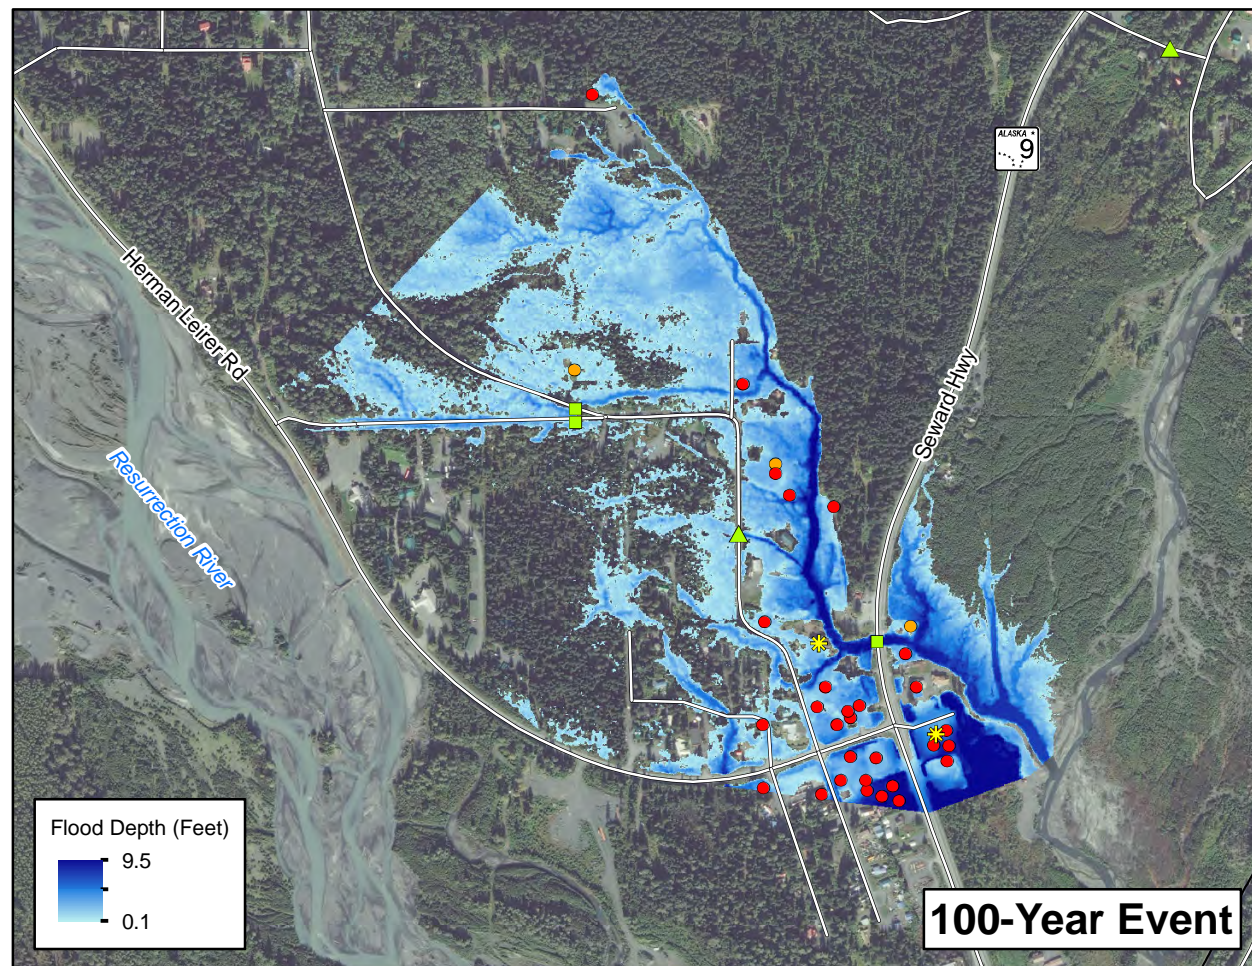 ALASKA
9
Herman Leirer Rd
Seward Hwy
Resurrection River
Flood Depth (Feet)
9.5
0.1
100-Year Event